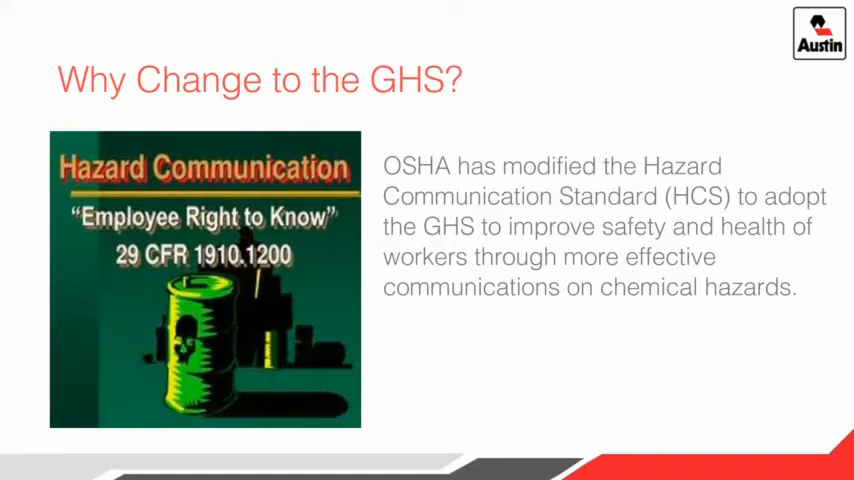 Austin
Why Change to the GHS?
Hazard Communication
"Employee Right to Know"
29 CFR 1910.1200
OSHA has modified the Hazard
Communication Standard (HCS) to adopt
the GHS to improve safety and health of
workers through more effective
communications on chemical hazards.